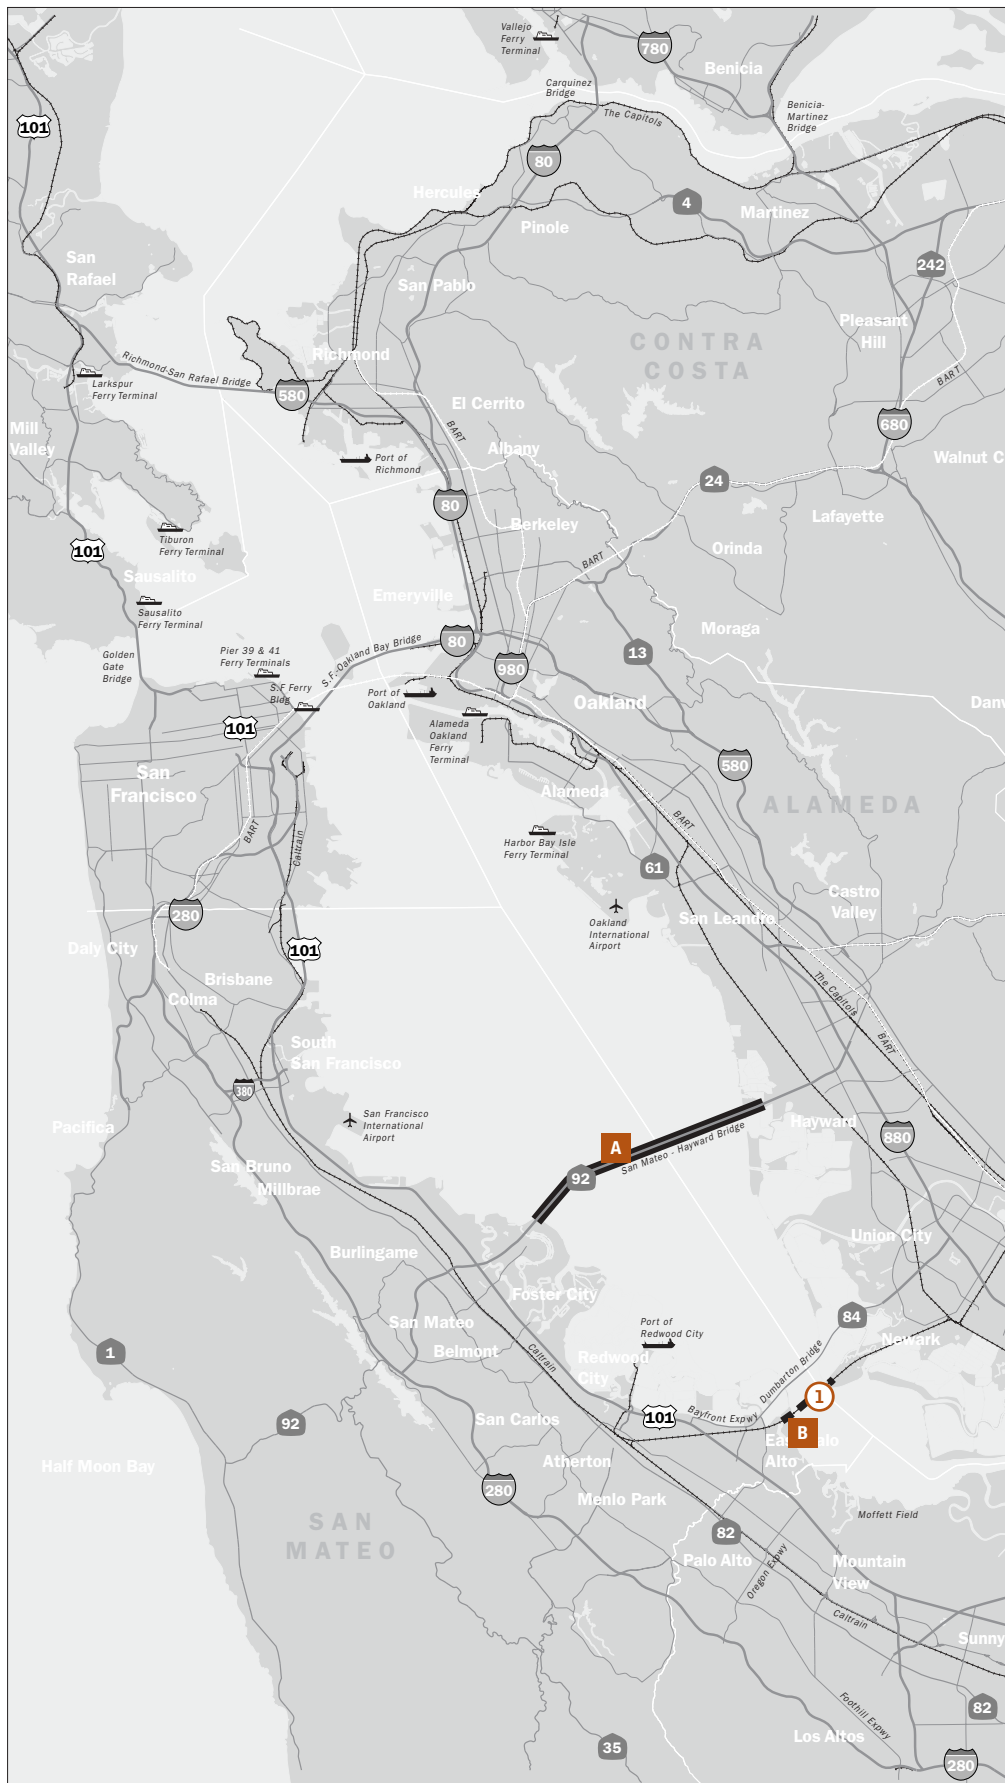 Vallejo
Ferry
Terminal
780
Benicia
Carquinez
Bridge
Benicia-
Martinez
Bridge
101
The Capitols
80
Hercules
4
Martinez
Pinole
San
Rafael
242
San Pablo
Pleasant
Hill
CONTRA
COSTA
Richmond
Richmond-San Rafael Bridge
580
Larkspur
Ferry Terminal
BART
El Cerrito
680
Mill
Valley
BART
Albany
Port of
Richmond
Walnut C
24
80
Lafayette
Berkeley
Tiburon
Ferry Terminal
101
Orinda
BART
Sausalito
Emeryville
Sausalito
Ferry Terminal
Moraga
Golden
Gate
Bridge
Pier 39 & 41
Ferry Terminals
S.F. Oakland Bay Bridge
80
13
980
S.F Ferry
Bldg
Port of
Oakland
Oakland
Danv
101
Alameda
Oakland
Ferry
Terminal
580
San
Francisco
Alameda
ALAMEDA
BART
BART
Caltrain
Harbor Bay Isle
Ferry Terminal
61
Castro
Valley
280
San Leandro
Oakland
International
Airport
Daly City
101
Brisbane
Colma
The Capitols
BART
South
San Francisco
380
San Francisco
International
Airport
Pacifica
Hayward
880
A
San Mateo - Hayward Bridge
92
San Bruno
Millbrae
Union City
Burlingame
Foster City
84
San Mateo
Port of
Redwood City
Newark
1
Belmont
Caltrain
Redwood
City
Dumbarton Bridge
1
92
San Carlos
101
Bayfront Expwy
B
Alto
Half Moon Bay
Atherton
280
Menlo Park
Moffett Field
SAN
MATEO
82
Palo Alto
Oregon Expwy
Mountain
View
Caltrain
Sunny
Foothill Expwy
82
Los Altos
35
280